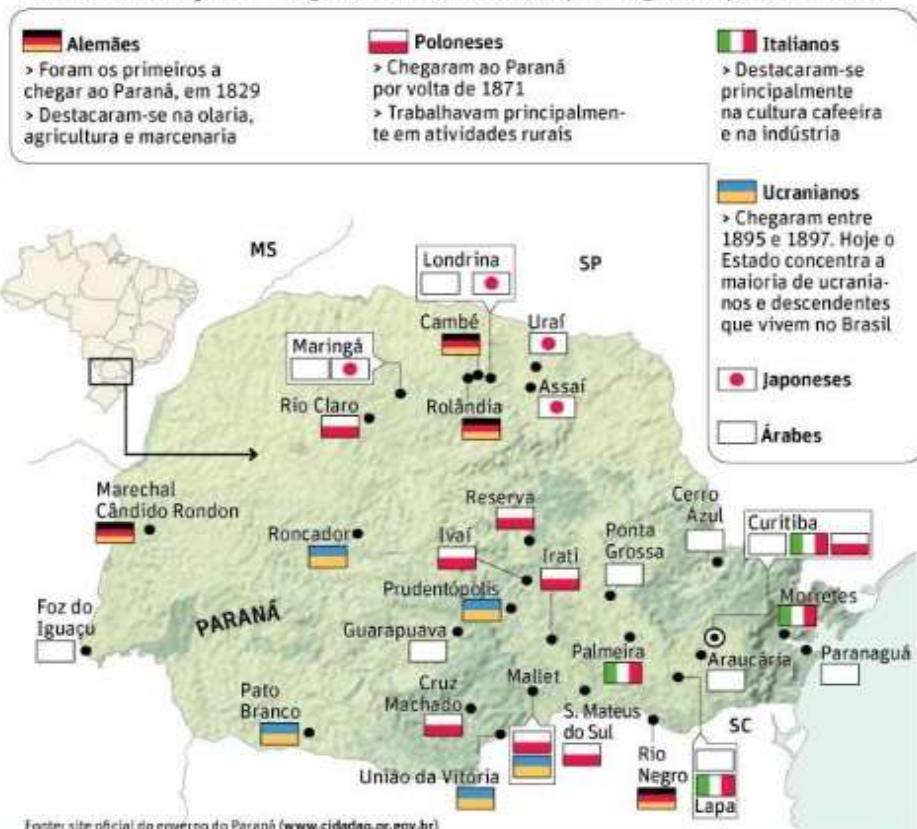 Alemães
> Foram os primeiros a
chegar ao Paraná, em 1829
> Destacaram-se na olaria,
agricultura e marcenaria
Poloneses
> Chegaram ao Paraná
por volta de 1871
> Trabalhavam principalmen-
te em atividades rurais
Italianos
> Destacaram-se
principalmente
na cultura cafeeira
e na indústria
Ucranianos
> Chegaram entre
1895 e 1897. Hoje o
Estado concentra a
maioria de ucrania-
nos e descendentes
que vivem no Brasil
Japoneses
Árabes
MS
SP
Londrina
Cambé
Uraí
Maringá
Rio Claro
Rolândia
Assaí
Marechal
Cândido Rondon
Roncador
Reserva
Ivaí
Irati
Ponta
Grossa
Cerro
Azul
Curitiba
Prudentópolis
PARANÁ
Foz do
Iguaçu
Guarapuava
Morretes
Palmeira
Araucária
Paranaguá
Mallet
Cruz
Machado
Pato
Branco
S. Mateus
do Sul
SC
União da Vitória
Rio
Negro
Lapa
Fonte: site oficial do governo do Paraná (www.cidadao.pr.gov.br)